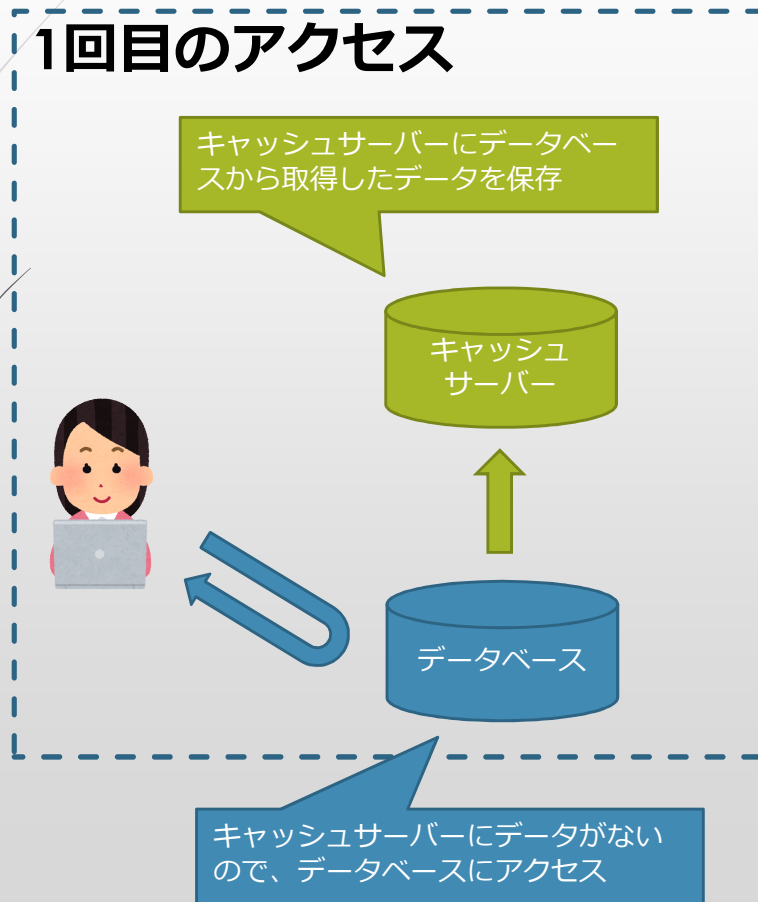 1回目のアクセス
キャッシュサーバーにデータベー
スから取得したデータを保存
キャッシュ
サーバー
データベース
キャッシュサーバーにデータがない
ので、データベースにアクセス